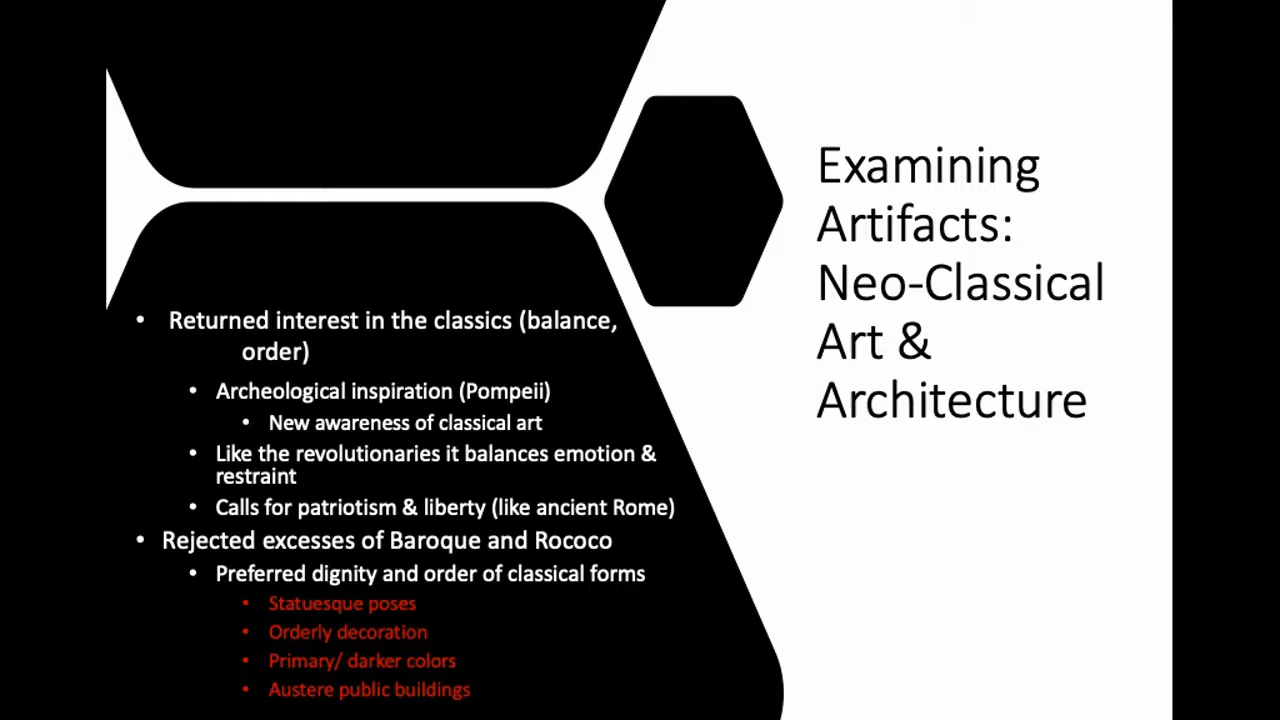 Examining
Artifacts:
Neo-Classical
Art &
Architecture
• Returned interest in the classics (balance,
order)
• Archeological inspiration (Pompeii)
• New awareness of classical art
• Like the revolutionaries it balances emotion &
restraint
• Calls for patriotism & liberty (like ancient Rome)
• Rejected excesses of Baroque and Rococo
• Preferred dignity and order of classical forms
• Statuesque poses
• Orderly decoration
• Primary/ darker colors
• Austere public buildings